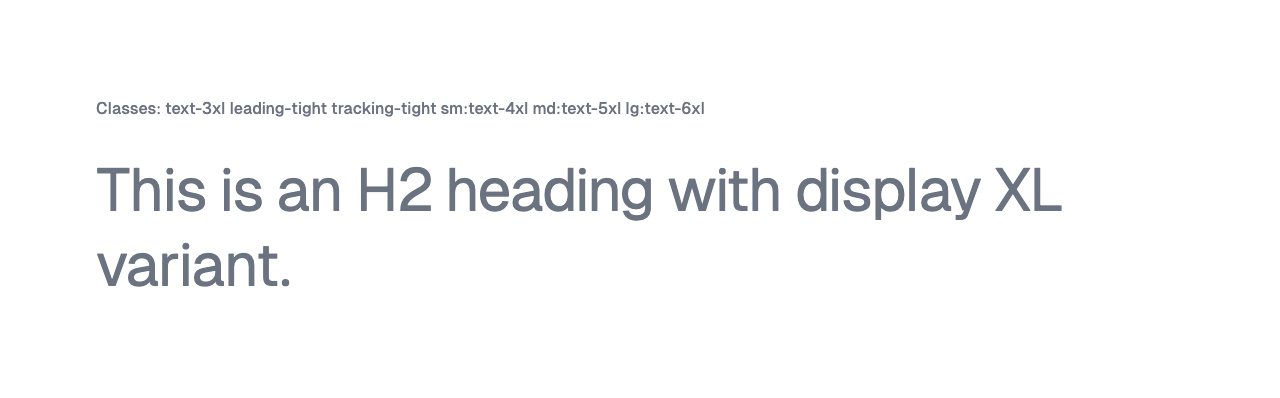 Classes: text-3xl leading-tight tracking-tight sm:text-4xl md:text-5xl lg:text-6xl
This is an H2 heading with display XL
variant.